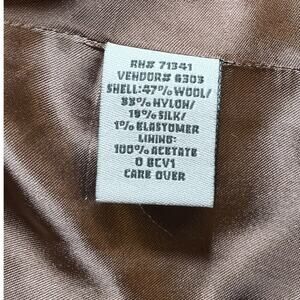 RN# 71341
VENDOR# 6303
SHELL:47% WOOL/
33% NYLON/
19% SILK/
1% ELASTOMER
LINING:
100% ACETATE
0 BCV1
CARE OVER